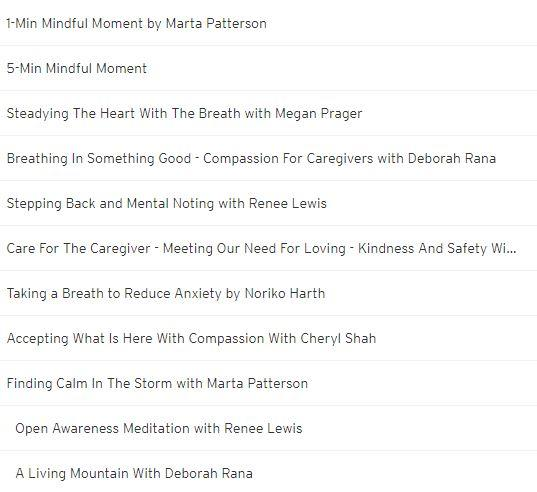 1-Min Mindful Moment by Marta Patterson
5-Min Mindful Moment
Steadying The Heart With The Breath with Megan Prager
Breathing In Something Good - Compassion For Caregivers with Deborah Rana
Stepping Back and Mental Noting with Renee Lewis
Care For The Caregiver - Meeting Our Need For Loving - Kindness And Safety Wi...
Taking a Breath to Reduce Anxiety by Noriko Harth
Accepting What Is Here With Compassion With Cheryl Shah
Finding Calm In The Storm with Marta Patterson
Open Awareness Meditation with Renee Lewis
A Living Mountain With Deborah Rana